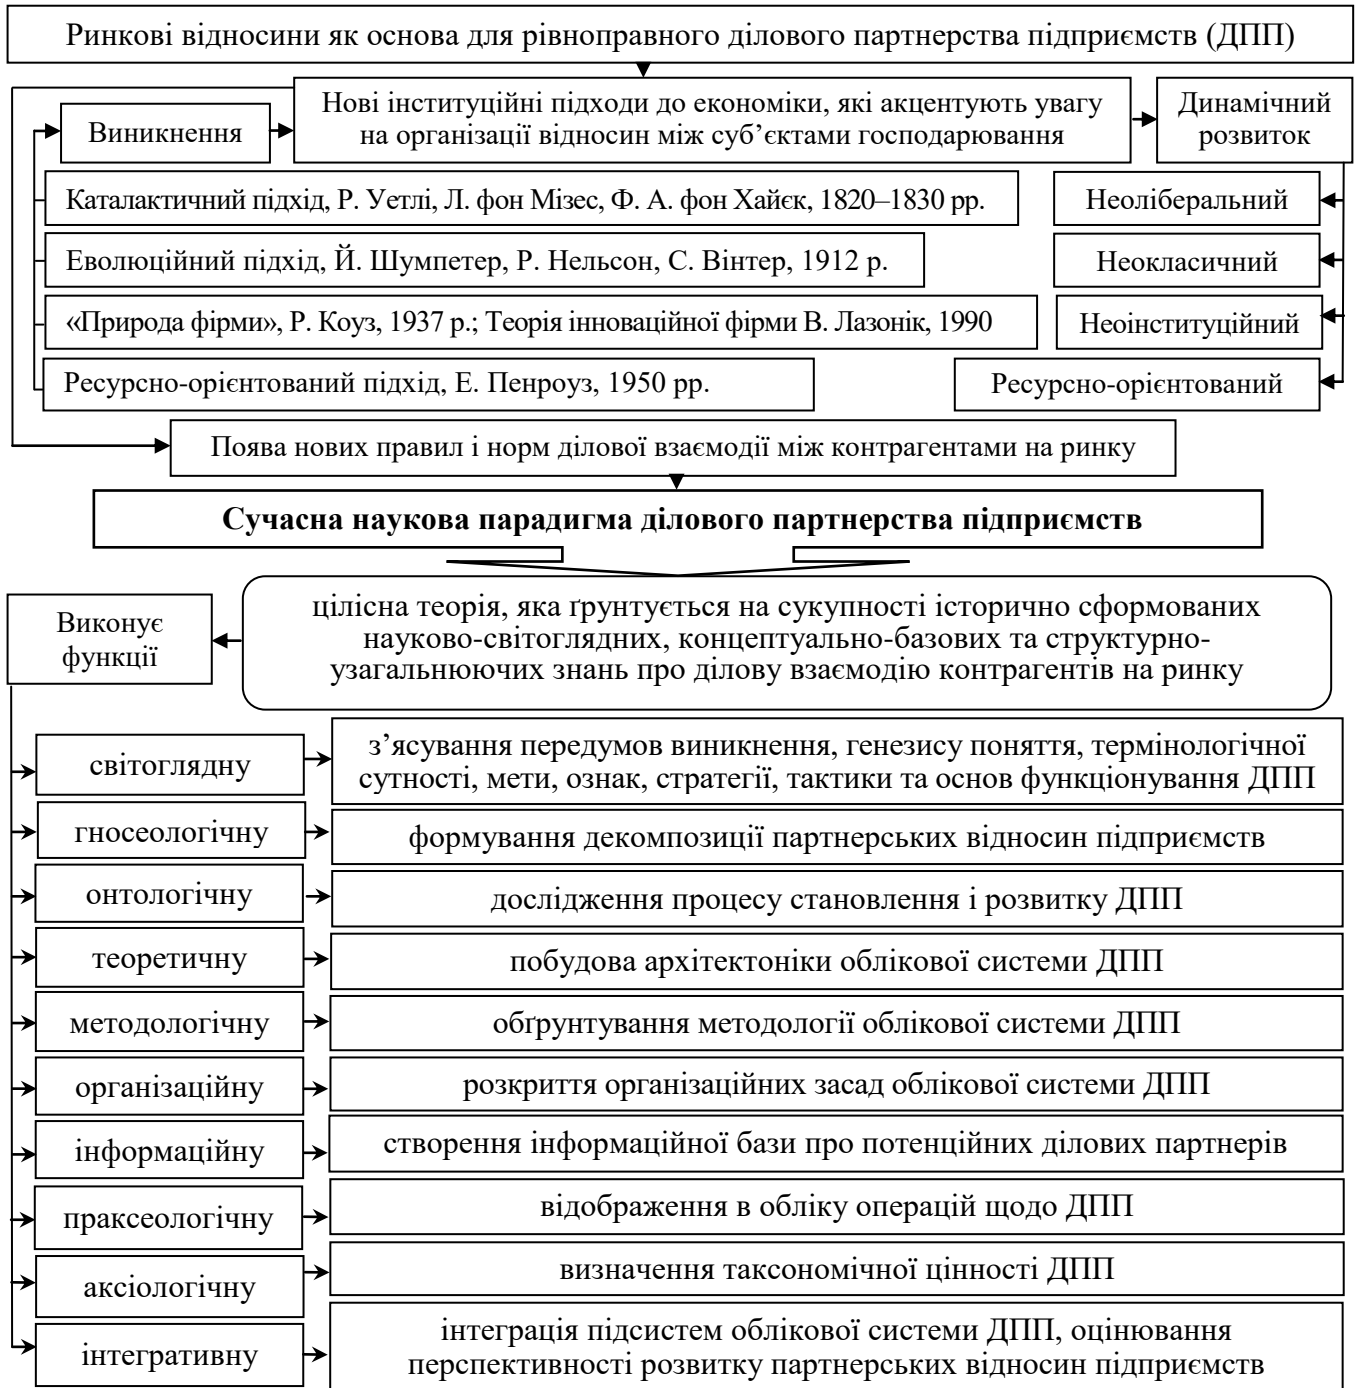 Ринкові відносини як основа для рівноправного ділового партнерства підприємств (ДПП)
Виникнення
Нові інституційні підходи до економіки, які акцентують увагу
на організації відносин між суб’єктами господарювання
Динамічний
розвиток
Каталактичний підхід, Р. Уетлі, Л. фон Мізес, Ф. А. фон Хайєк, 1820–1830 рр.
Неоліберальний
Еволюційний підхід, Й. Шумпетер, Р. Нельсон, С. Вінтер, 1912 р.
Неокласичний
«Природа фірми», Р. Коуз, 1937 р.; Теорія інноваційної фірми В. Лазонік, 1990
Неоінституційний
Ресурсно-орієнтований підхід, Е. Пенроуз, 1950 рр.
Ресурсно-орієнтований
Поява нових правил і норм ділової взаємодії між контрагентами на ринку
Сучасна наукова парадигма ділового партнерства підприємств
Виконує
функції
цілісна теорія, яка ґрунтується на сукупності історично сформованих
науково-світоглядних, концептуально-базових та структурно-
узагальнюючих знань про ділову взаємодію контрагентів на ринку
світоглядну
з’ясування передумов виникнення, генезису поняття, термінологічної
сутності, мети, ознак, стратегії, тактики та основ функціонування ДПП
гносеологічну
формування декомпозиції партнерських відносин підприємств
онтологічну
дослідження процесу становлення і розвитку ДПП
теоретичну
побудова архітектоніки облікової системи ДПП
методологічну
обґрунтування методології облікової системи ДПП
організаційну
розкриття організаційних засад облікової системи ДПП
інформаційну
створення інформаційної бази про потенційних ділових партнерів
праксеологічну
відображення в обліку операцій щодо ДПП
аксіологічну
визначення таксономічної цінності ДПП
інтегративну
інтеграція підсистем облікової системи ДПП, оцінювання
перспективності розвитку партнерських відносин підприємств